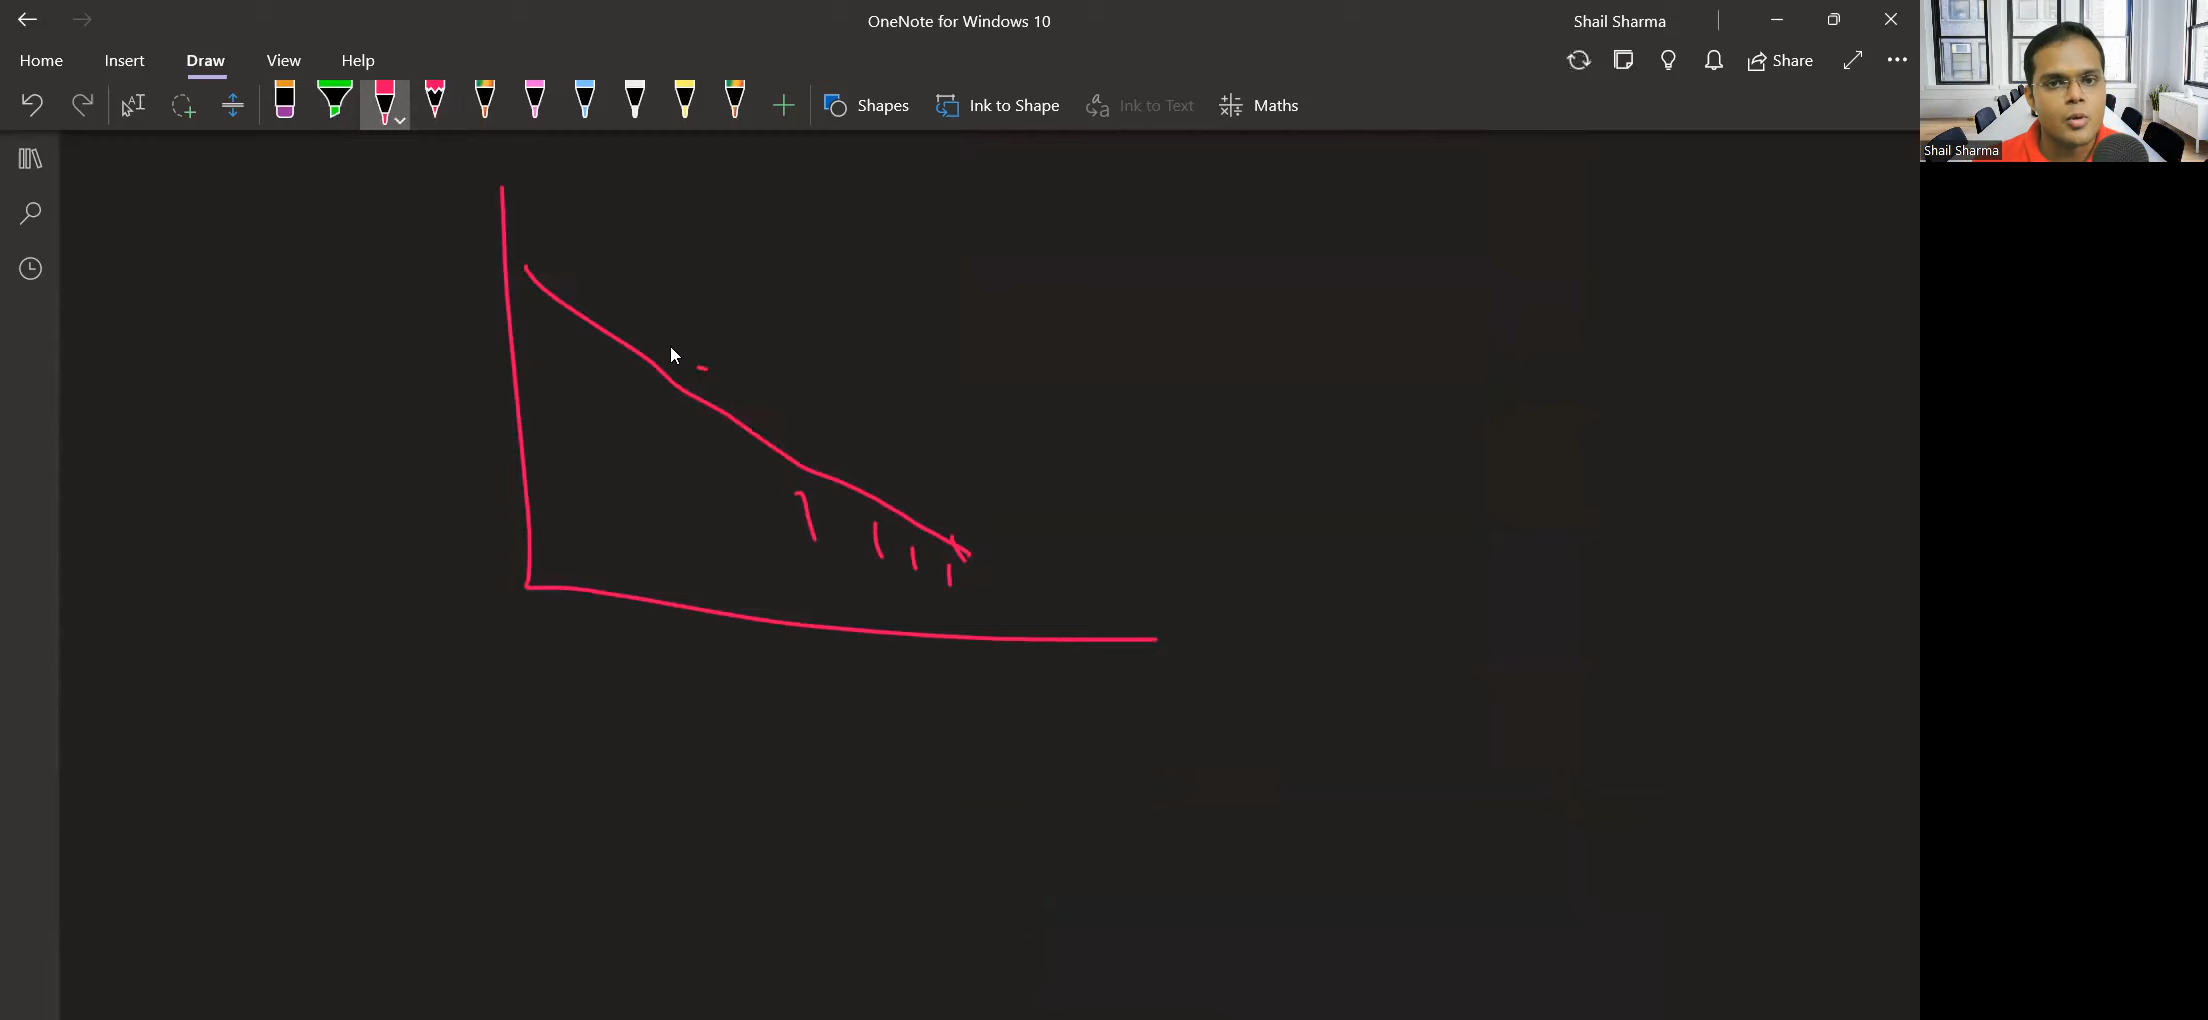 OneNote for Windows 10
Shail Sharma
Home Insert Draw View Help
Share
Shapes Ink to Shape Ink to Text Maths
Shail Sharma